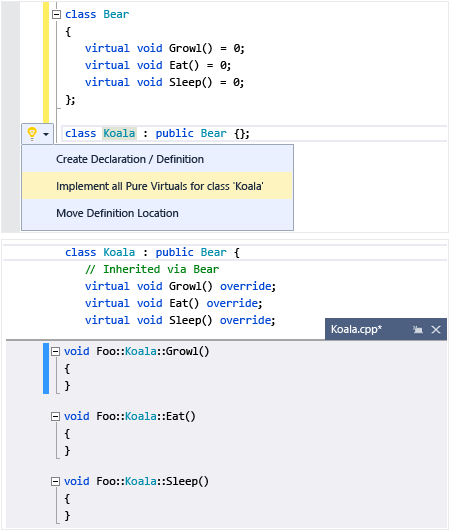 class Bear
{
virtual void Growl() = 0;
virtual void Eat() = 0;
virtual void Sleep() = 0;
};
class Koala : public Bear {};
Create Declaration / Definition
Implement all Pure Virtuals for class 'Koala'
Move Definition Location
class Koala : public Bear {
// Inherited via Bear
virtual void Growl() override;
virtual void Eat() override;
virtual void Sleep() override;
Koala.cpp*
void Foo::Koala::Growl()
{
}
void Foo::Koala::Eat()
{
}
void Foo::Koala::Sleep()
{
}